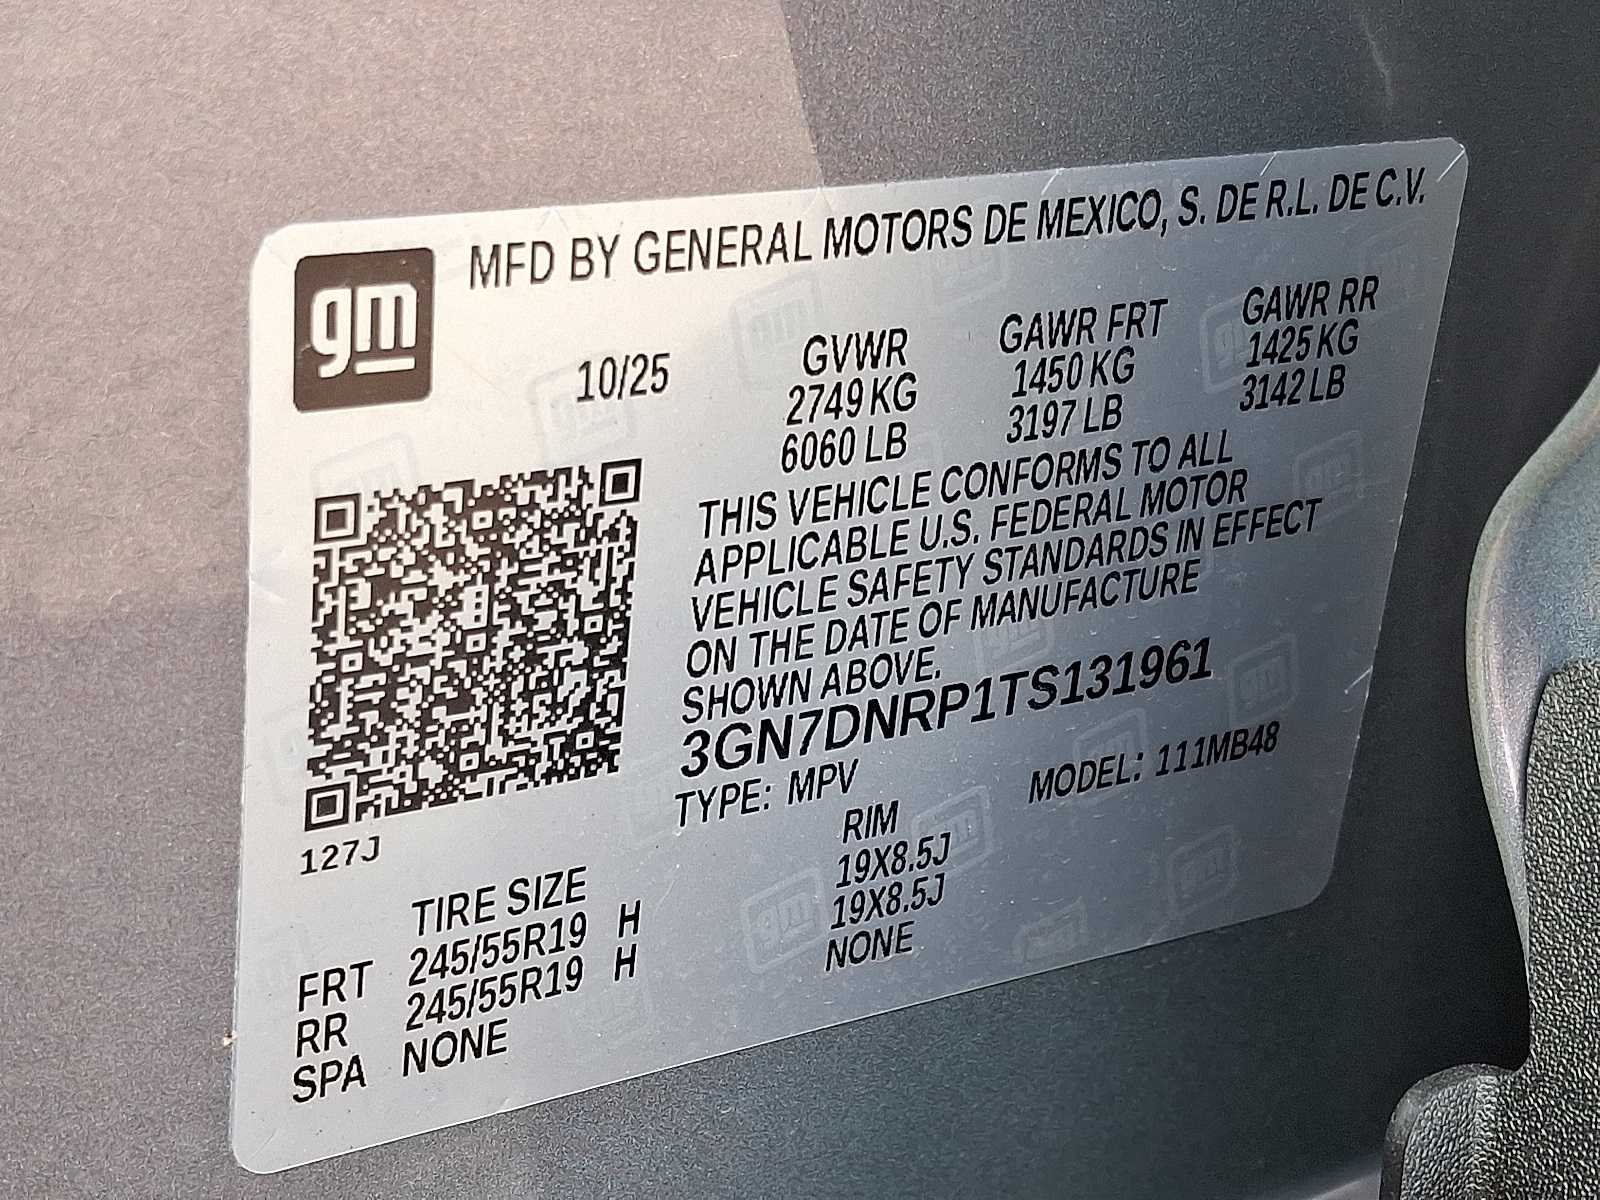 gm
MFD BY GENERAL MOTORS DE MEXICO, S. DE R.L. DE C.V.
10/25
GVWR
2749 KG
6060 LB
GAWR FRT
1450 KG
3197 LB
GAWR RR
1425 KG
3142 LB
THIS VEHICLE CONFORMS TO ALL
APPLICABLE U.S. FEDERAL MOTOR
VEHICLE SAFETY STANDARDS IN EFFECT
ON THE DATE OF MANUFACTURE
SHOWN ABOVE.
3GN7DNRP1TS131961
TYPE: MPV MODEL: 111MB48
127J
TIRE SIZE RIM
FRT 245/55R19 H 19X8.5J
RR 245/55R19 H 19X8.5J
SPA NONE NONE